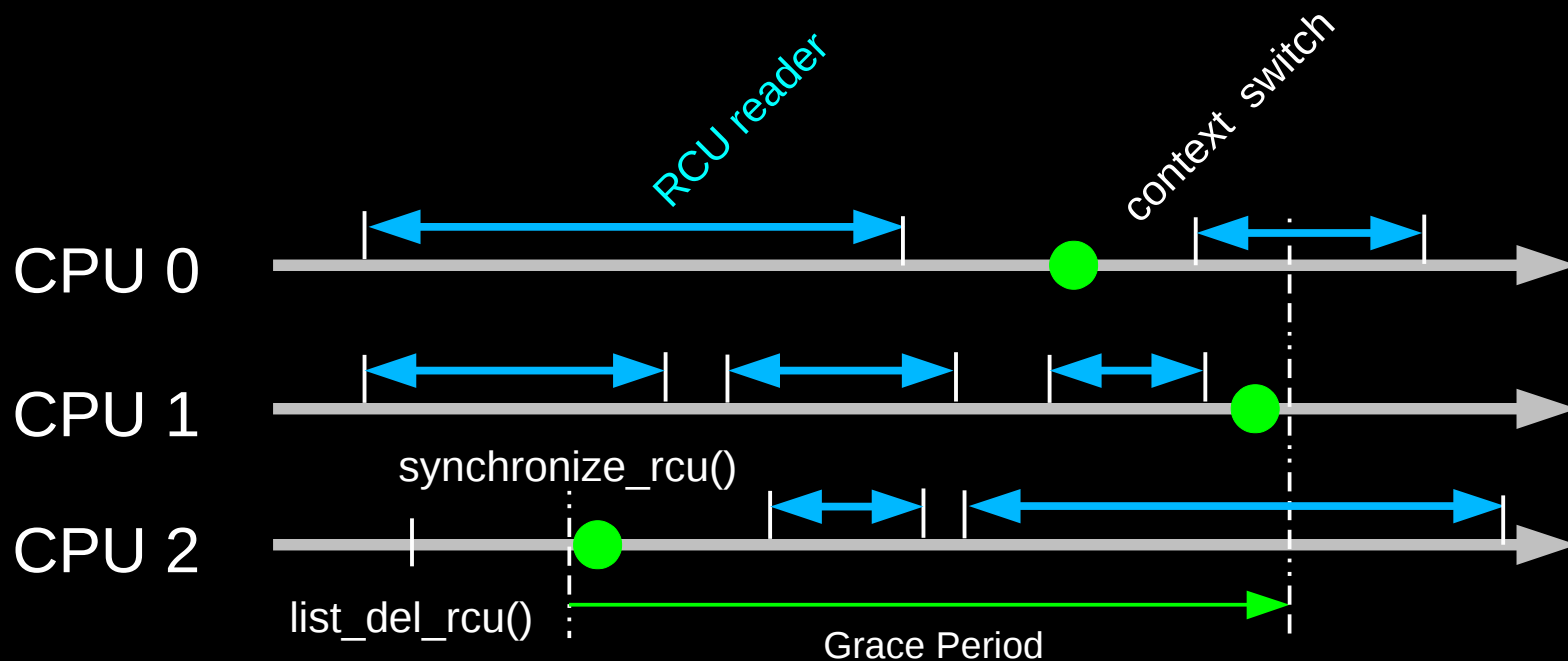 RCU reader
context switch
CPU 0
CPU 1
synchronize_rcu()
CPU 2
list_del_rcu()
Grace Period